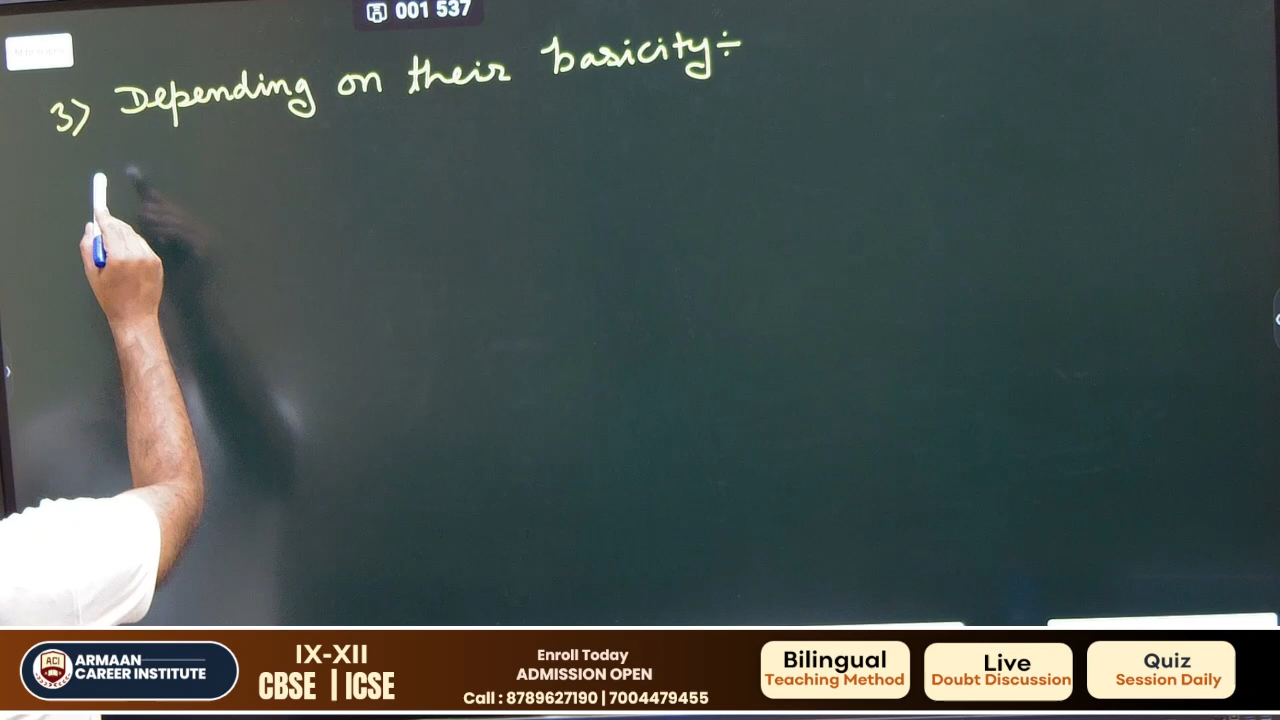 001 537
3) Depending on their basicity÷
ACI
ARMAAN
CAREER INSTITUTE
IX-XII
CBSE | ICSE
Enroll Today
ADMISSION OPEN
Call : 8789627190 | 7004479455
Bilingual
Teaching Method
Live
Doubt Discussion
Quiz
Session Daily